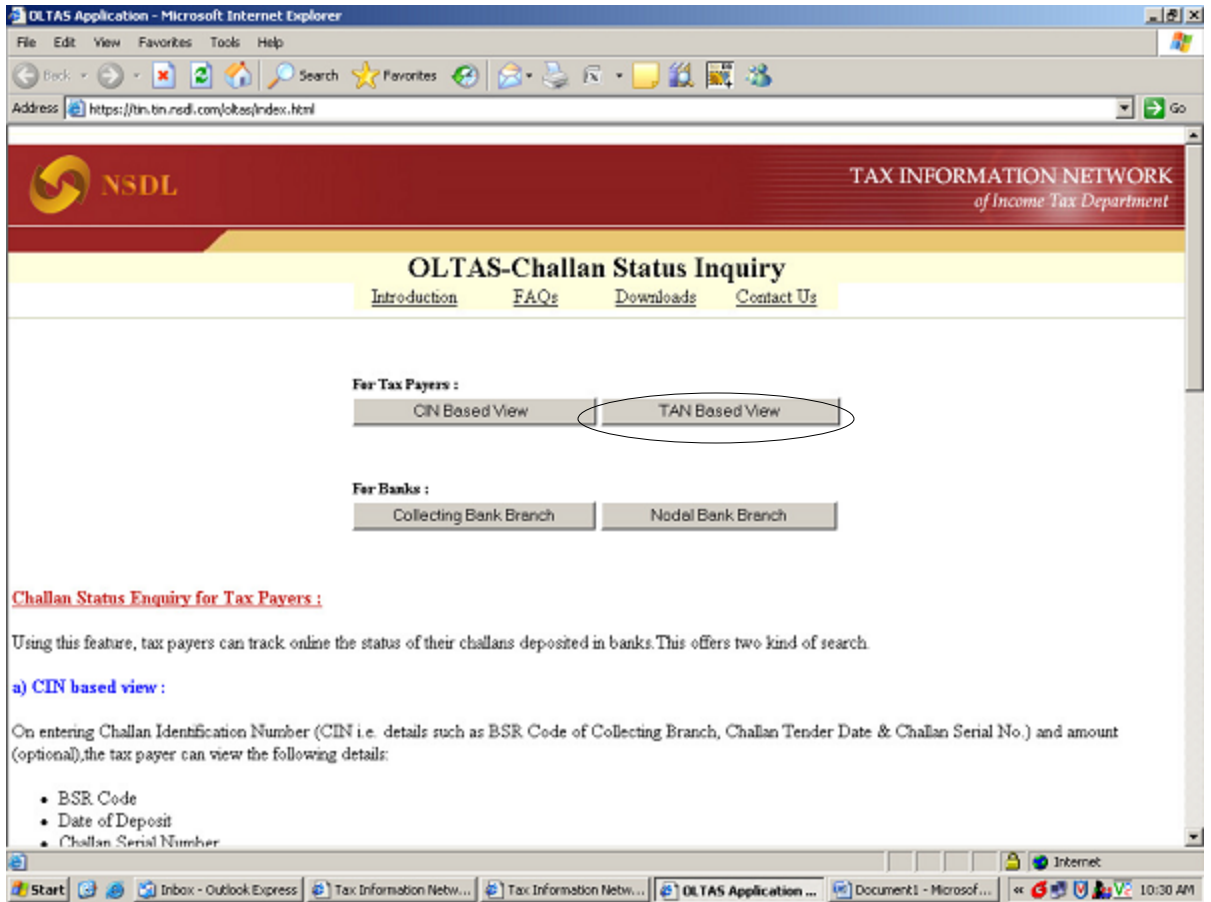 OLTAS Application - Microsoft Internet Explorer
File Edit View Favorites Tools Help
Back Search Favorites
Address https://tin.tin.nsdl.com/oltas/index.html Go
NSDL
TAX INFORMATION NETWORK
of Income Tax Department
OLTAS-Challan Status Inquiry
Introduction FAQs Downloads Contact Us
For Tax Payers :
CIN Based View TAN Based View
For Banks :
Collecting Bank Branch Nodal Bank Branch
Challan Status Enquiry for Tax Payers :
Using this feature, tax payers can track online the status of their challans deposited in banks.This offers two kind of search.
a) CIN based view :
On entering Challan Identification Number (CIN i.e. details such as BSR Code of Collecting Branch, Challan Tender Date & Challan Serial No.) and amount
(optional),the tax payer can view the following details:
• BSR Code
• Date of Deposit
• Challan Serial Number
Internet
Start Inbox - Outlook Express Tax Information Netw... Tax Information Netw... OLTAS Application ... Document1 - Microsof... « 10:30 AM